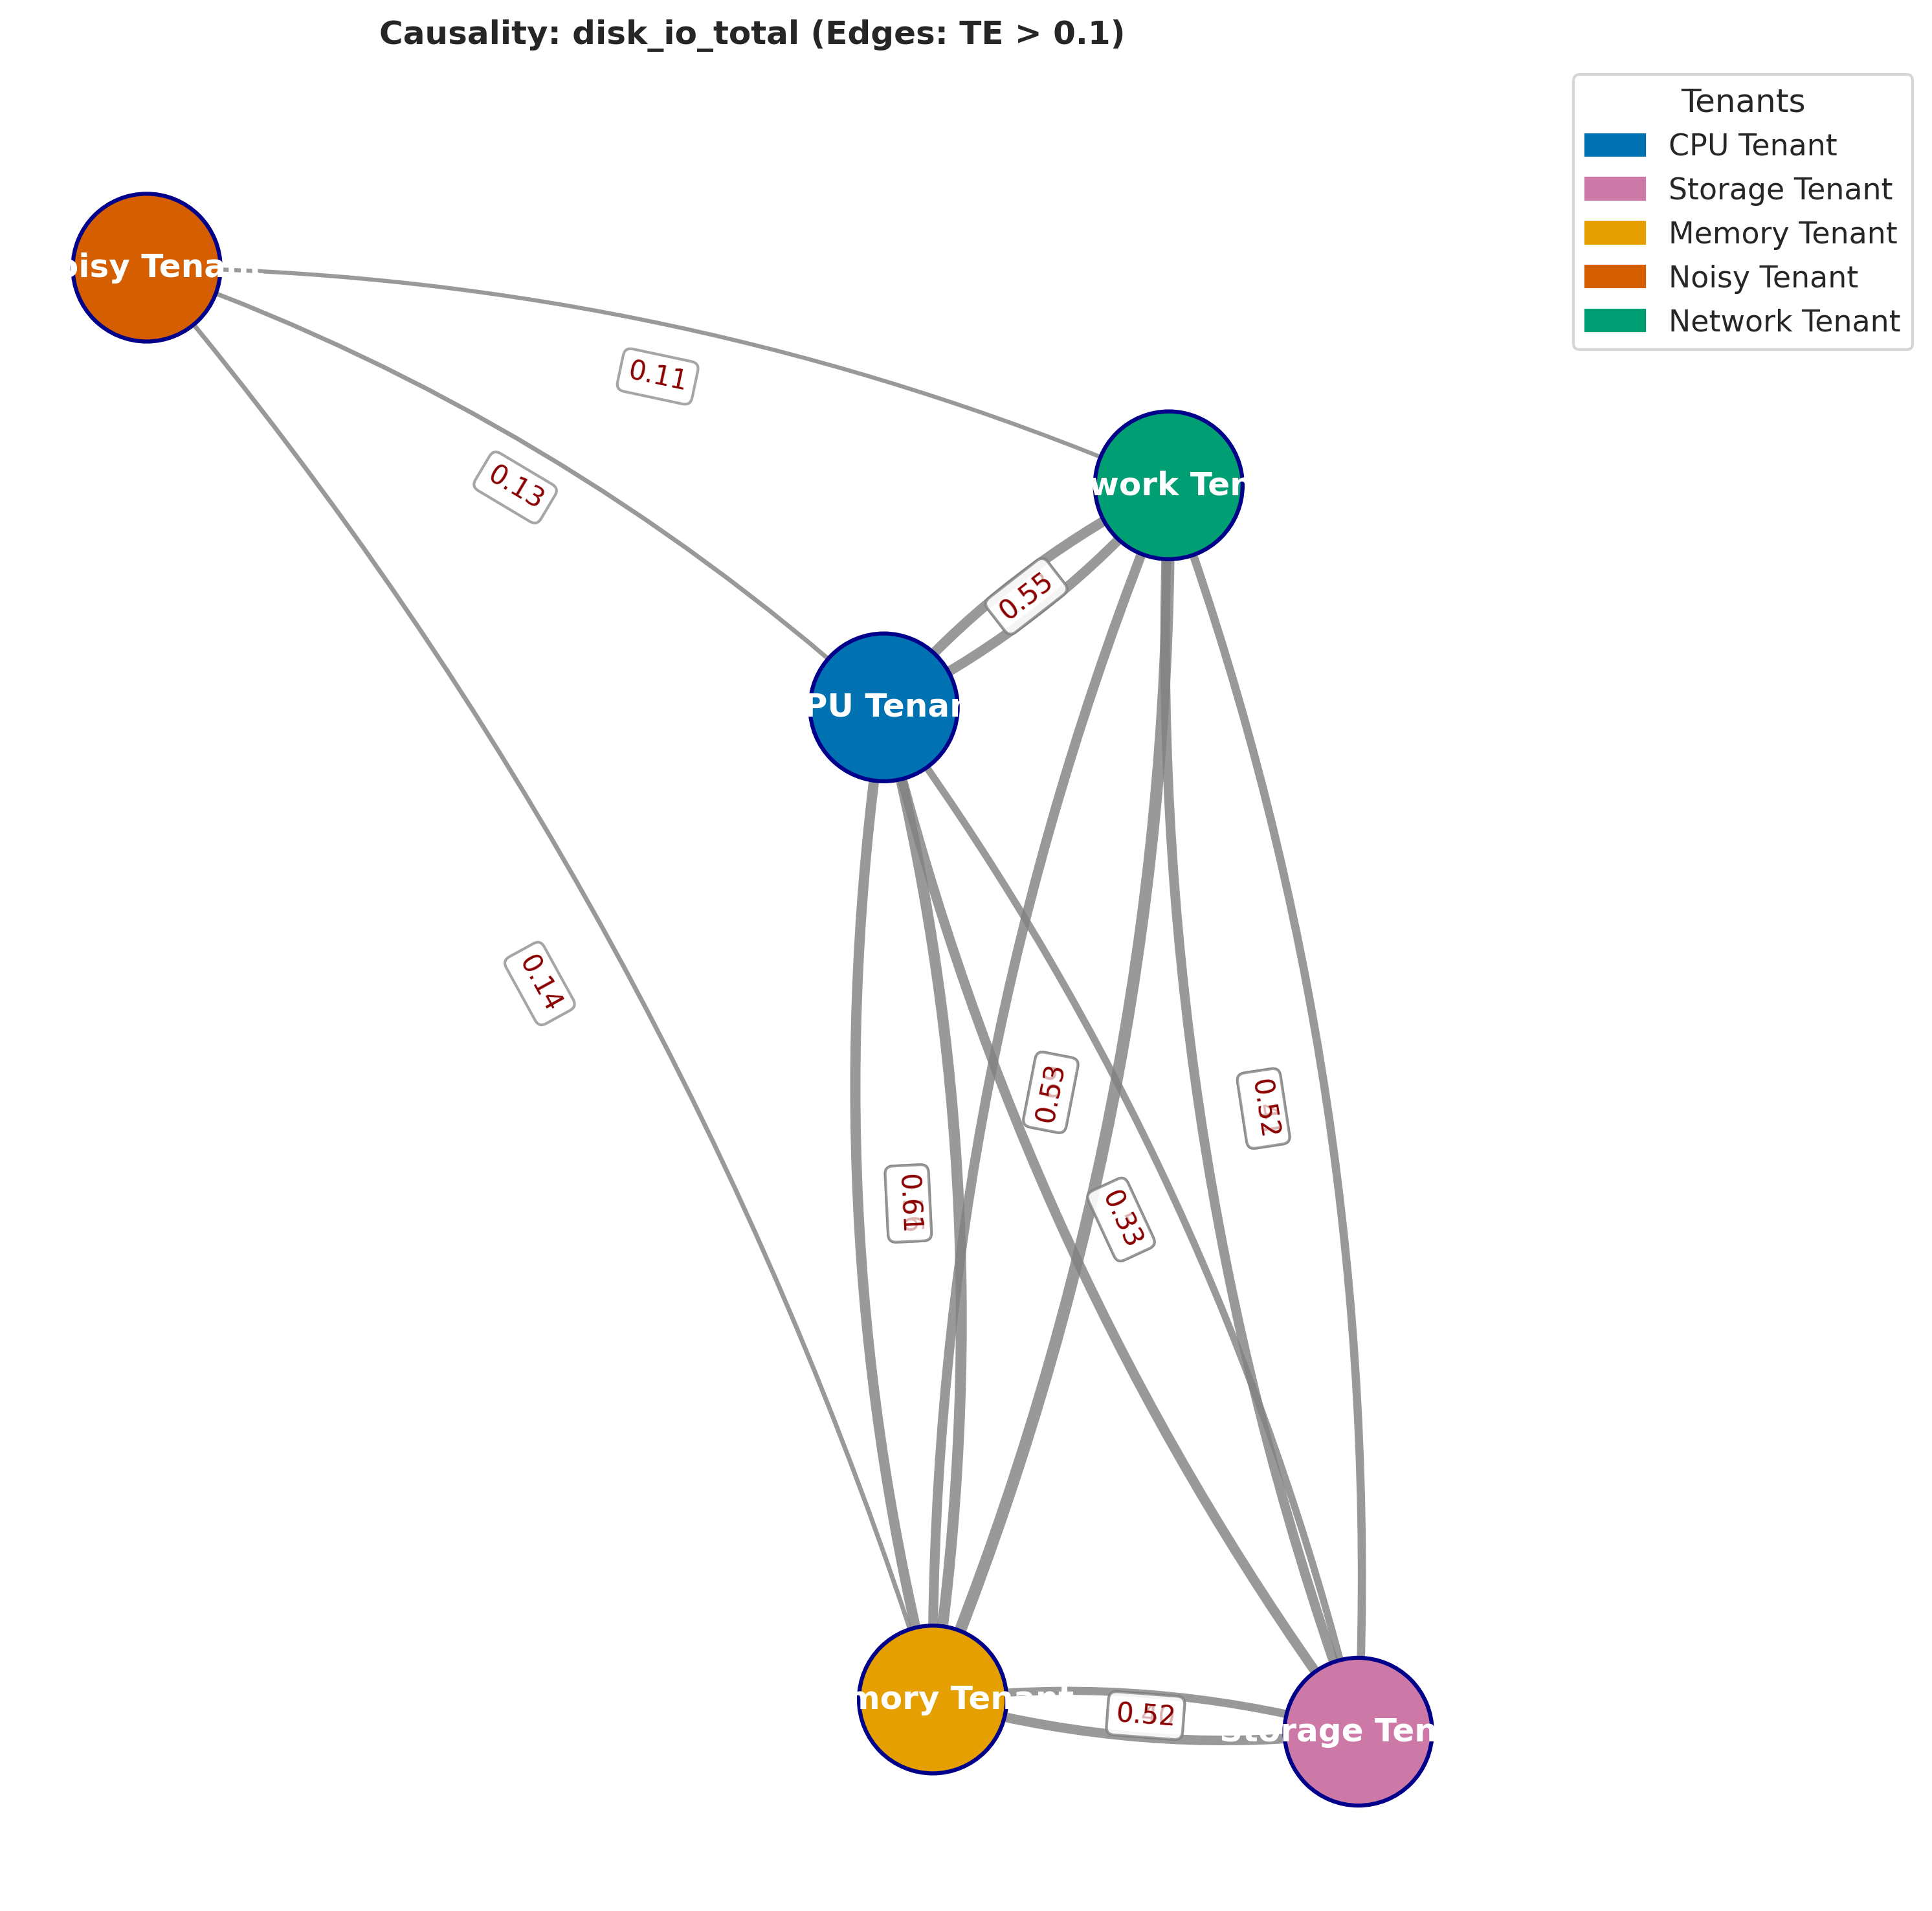 Causality: disk_io_total (Edges: TE > 0.1)
Tenants
CPU Tenant
Storage Tenant
Memory Tenant
Noisy Tenant
Network Tenant
oisy Tena
0.11
work Ten
0.13
0.55
PU Tenan
0.14
0.53
0.52
0.61
0.33
mory Tenant
0.52
Storage Ten